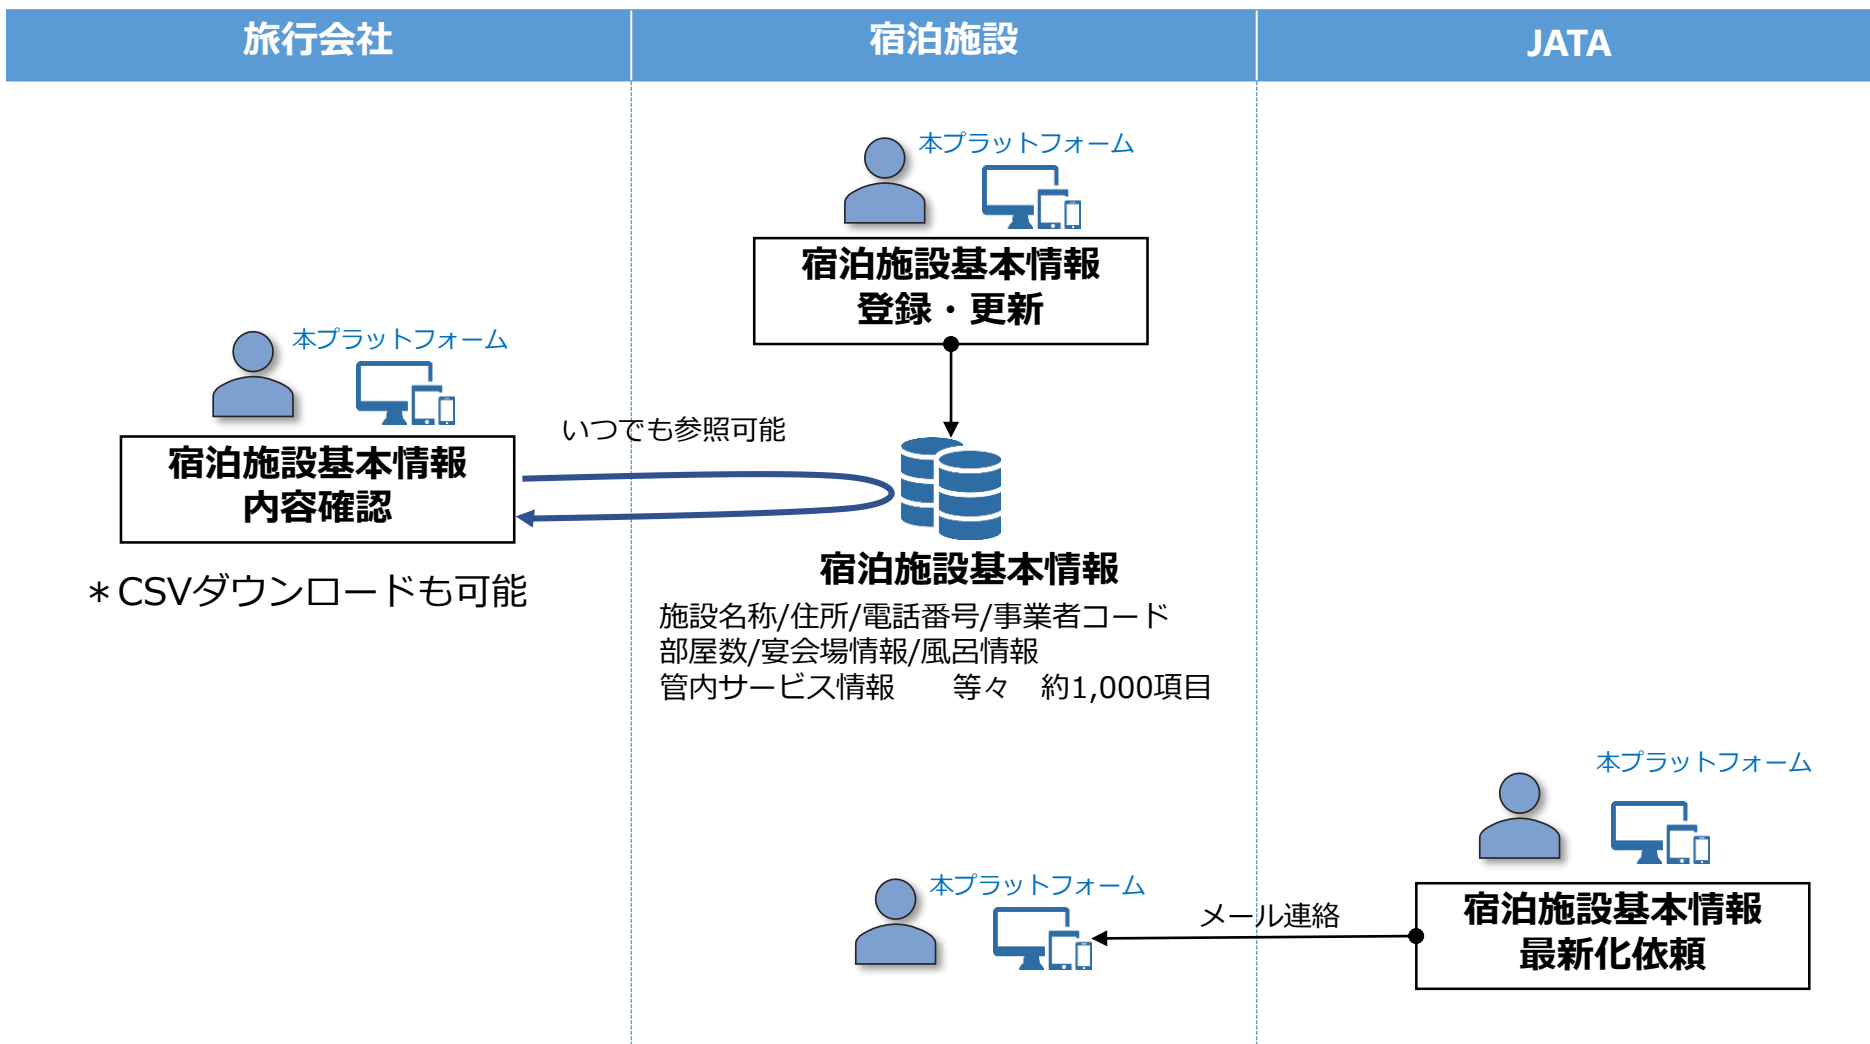 旅行会社
宿泊施設
JATA
本プラットフォーム
宿泊施設基本情報
登録・更新
本プラットフォーム
宿泊施設基本情報
内容確認
*CSVダウンロードも可能
いつでも参照可能
宿泊施設基本情報
施設名称/住所/電話番号/事業者コード
部屋数/宴会場情報/風呂情報
管内サービス情報　　等々　約1,000項目
本プラットフォーム
宿泊施設基本情報
最新化依頼
メール連絡
本プラットフォーム